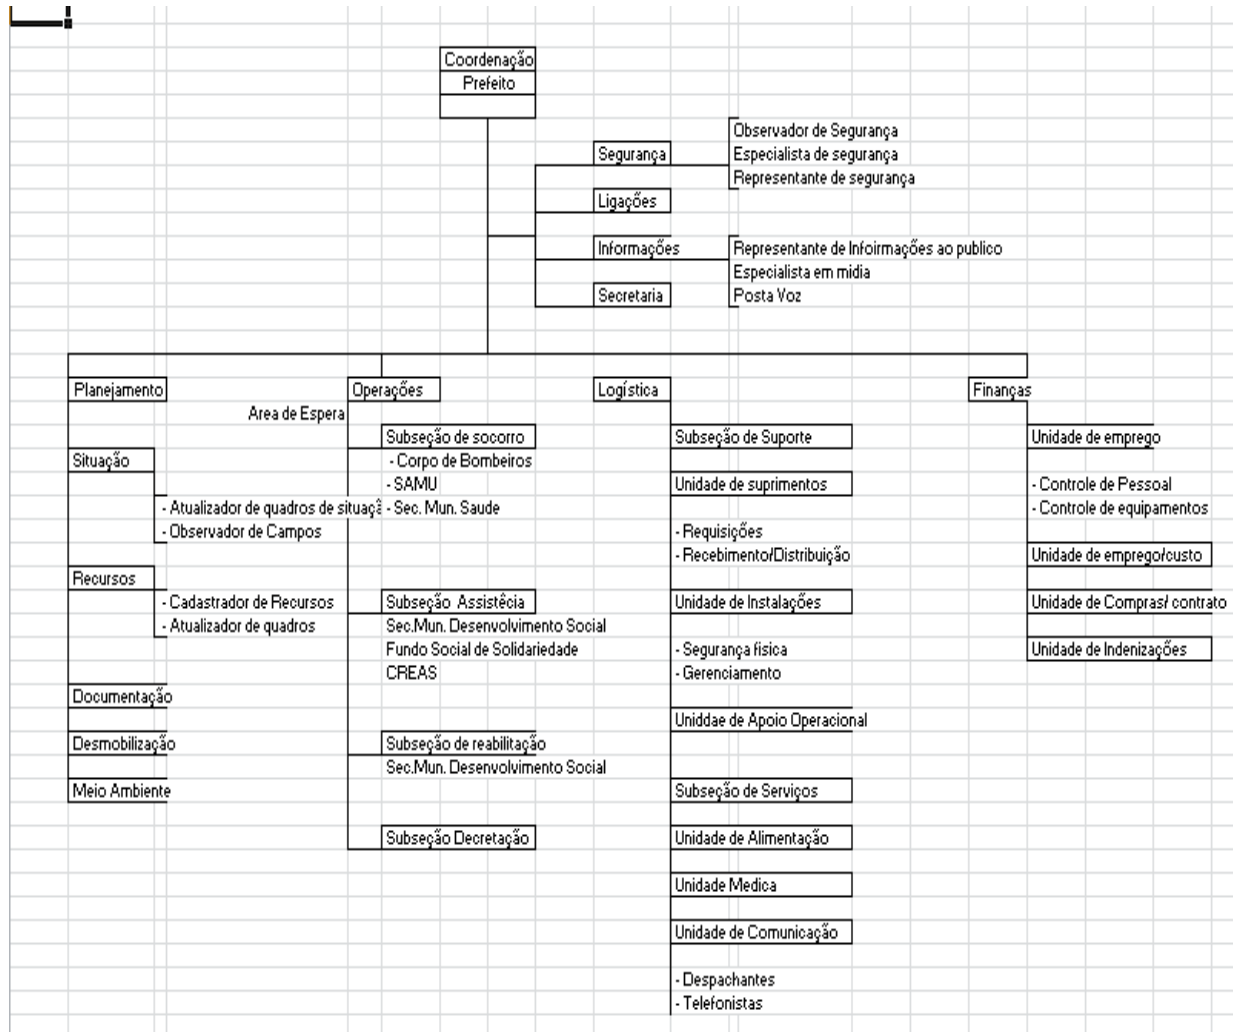 Coordenação
Prefeito
Observador de Segurança
Segurança
Especialista de segurança
Representante de segurança
Ligações
Informações
Representante de Infoirmações ao publico
Especialista em midia
Secretaria
Posta Voz
Planejamento
Situação
- Atualizador de quadros de situaçã
- Observador de Campos
Recursos
- Cadastrador de Recursos
- Atualizador de quadros
Documentação
Desmobilização
Meio Ambiente
Operações
Area de Espera
Subseção de socorro
- Corpo de Bombeiros
- SAMU
- Sec. Mun. Saude
Subseção Assistêcia
Sec.Mun. Desenvolvimento Social
Fundo Social de Solidariedade
CREAS
Subseção de reabilitação
Sec.Mun. Desenvolvimento Social
Subseção Decretação
Logística
Subseção de Suporte
Unidade de suprimentos
- Requisições
- Recebimento/Distribuição
Unidade de Instalações
- Segurança fisica
- Gerenciamento
Uniddae de Apoio Operacional
Subseção de Serviços
Unidade de Alimentação
Unidade Medica
Unidade de Comunicação
- Despachantes
- Telefonistas
Finanças
Unidade de emprego
- Controle de Pessoal
- Controle de equipamentos
Unidade de emprego/custo
Unidade de Compras/ contrato
Unidade de Indenizações